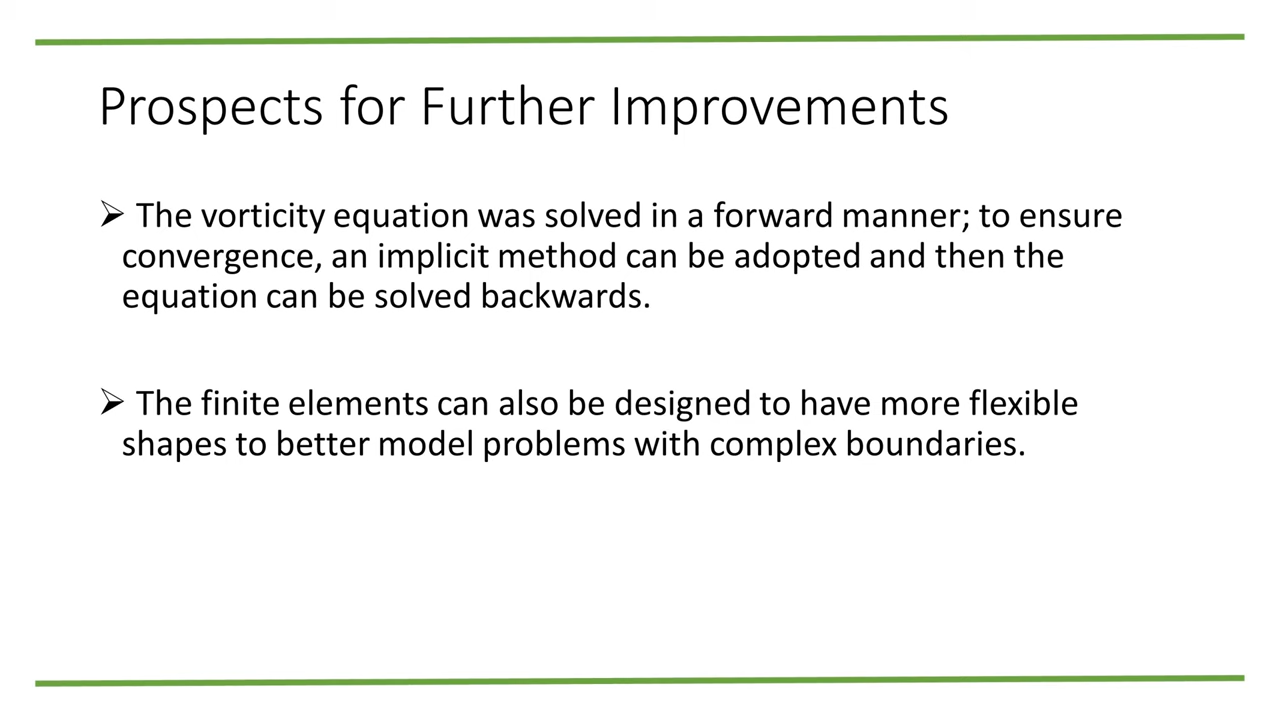 Prospects for Further Improvements
➢ The vorticity equation was solved in a forward manner; to ensure
convergence, an implicit method can be adopted and then the
equation can be solved backwards.
➢ The finite elements can also be designed to have more flexible
shapes to better model problems with complex boundaries.